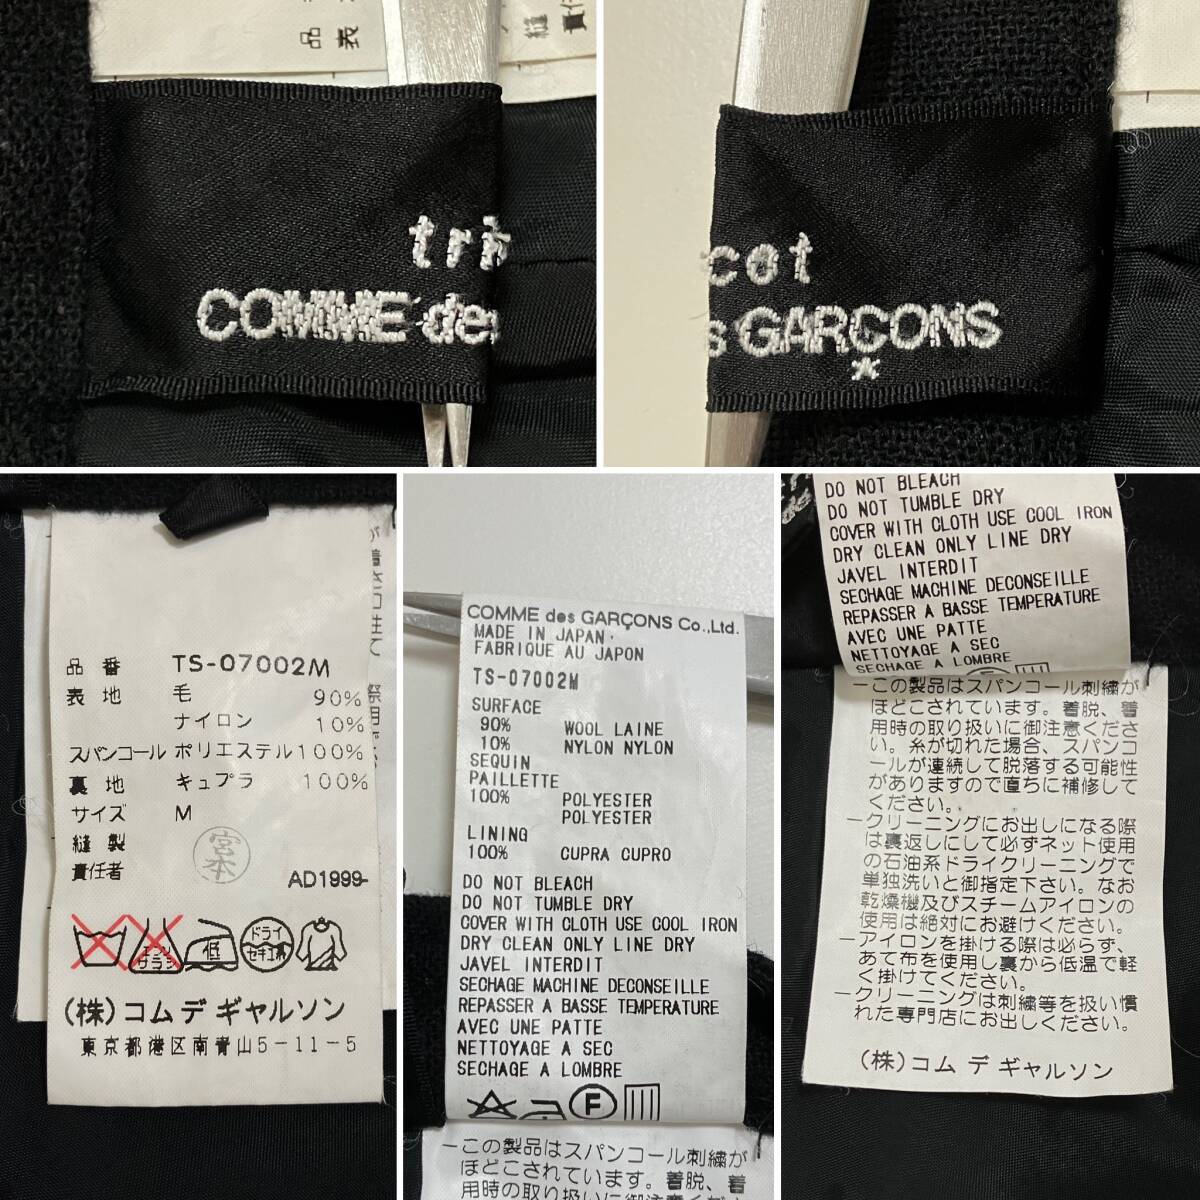 品
表
縫
責
tri
COMME des
cot
s GARÇONS
品番 TS-07002M
表地 毛 90%
ナイロン 10%
スパンコール ポリエステル 100%
裏地 キュプラ 100%
サイズ M
縫製
責任者
宮本
AD1999-
エンソ
サラシ
低
ドライ
セキユ系
(株)コム デ ギャルソン
東京都港区南青山5-11-5
COMME des GARÇONS Co.,Ltd.
MADE IN JAPAN
FABRIQUE AU JAPON
TS-07002M
SURFACE
90% WOOL LAINE
10% NYLON NYLON
SEQUIN
PAILLETTE
100% POLYESTER
POLYESTER
LINING
100% CUPRA CUPRO
DO NOT BLEACH
DO NOT TUMBLE DRY
COVER WITH CLOTH USE COOL IRON
DRY CLEAN ONLY LINE DRY
JAVEL INTERDIT
SECHAGE MACHINE DECONSEILLE
REPASSER A BASSE TEMPERATURE
AVEC UNE PATTE
NETTOYAGE A SEC
SECHAGE A LOMBRE
F
ーこの製品はスパンコール刺繍が
ほどこされています。着脱、着
用時の取り扱いに御注意くださ
DO NOT BLEACH
DO NOT TUMBLE DRY
COVER WITH CLOTH USE COOL IRON
DRY CLEAN ONLY LINE DRY
JAVEL INTERDIT
SECHAGE MACHINE DECONSEILLE
REPASSER A BASSE TEMPERATURE
AVEC UNE PATTE
NETTOYAGE A SEC
SECHAGE A LOMBRE
ーこの製品はスパンコール刺繍が
ほどこされています。着脱、着
用時の取り扱いに御注意くださ
い。糸が切れた場合、スパンコ
ールが連続して脱落する可能性
がありますので直ちに補修して
ください。
ークリーニングにお出しになる際
は裏返しにして必ずネット使用
の石油系ドライクリーニングで
単独洗いと御指定下さい。なお
乾燥機及びスチームアイロンの
使用は絶対にお避けください。
ーアイロンを掛ける際は必らず、
あて布を使用し裏から低温で軽
く掛けてください。
ークリーニングは刺繍等を扱い慣
れた専門店にお出しください。
(株)コム デ ギャルソン